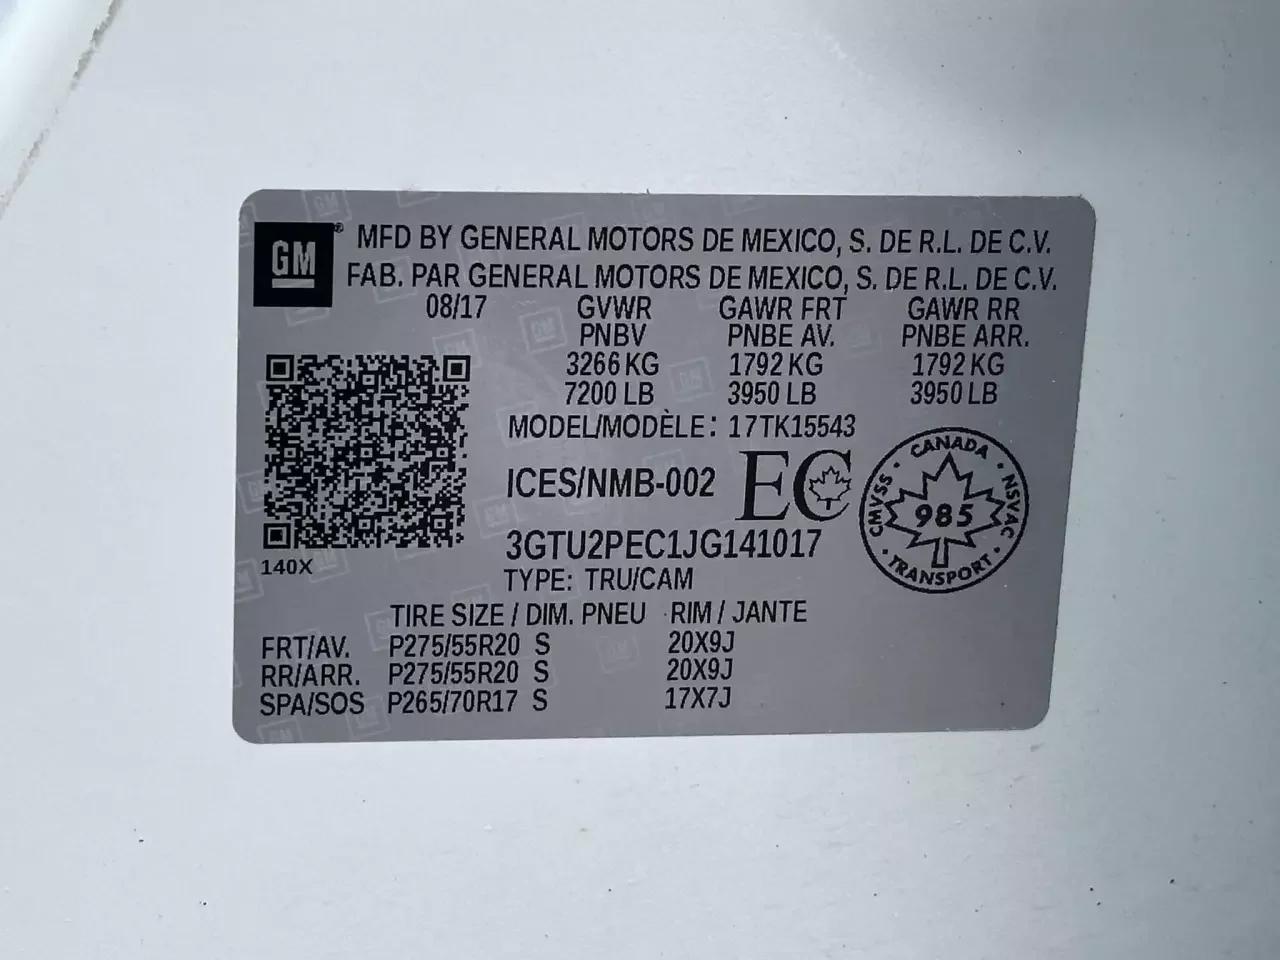 GM® MFD BY GENERAL MOTORS DE MEXICO, S. DE R.L. DE C.V.
FAB. PAR GENERAL MOTORS DE MEXICO, S. DE R.L. DE C.V.
08/17 GVWR GAWR FRT GAWR RR
PNBV PNBE AV. PNBE ARR.
3266 KG 1792 KG 1792 KG
7200 LB 3950 LB 3950 LB
MODEL/MODÈLE: 17TK15543
ICES/NMB-002 EC
CANADA
CMVSS 985 NSVAC
TRANSPORT
3GTU2PEC1JG141017
140X
TYPE: TRU/CAM
TIRE SIZE / DIM. PNEU RIM / JANTE
FRT/AV. P275/55R20 S 20X9J
RR/ARR. P275/55R20 S 20X9J
SPA/SOS P265/70R17 S 17X7J